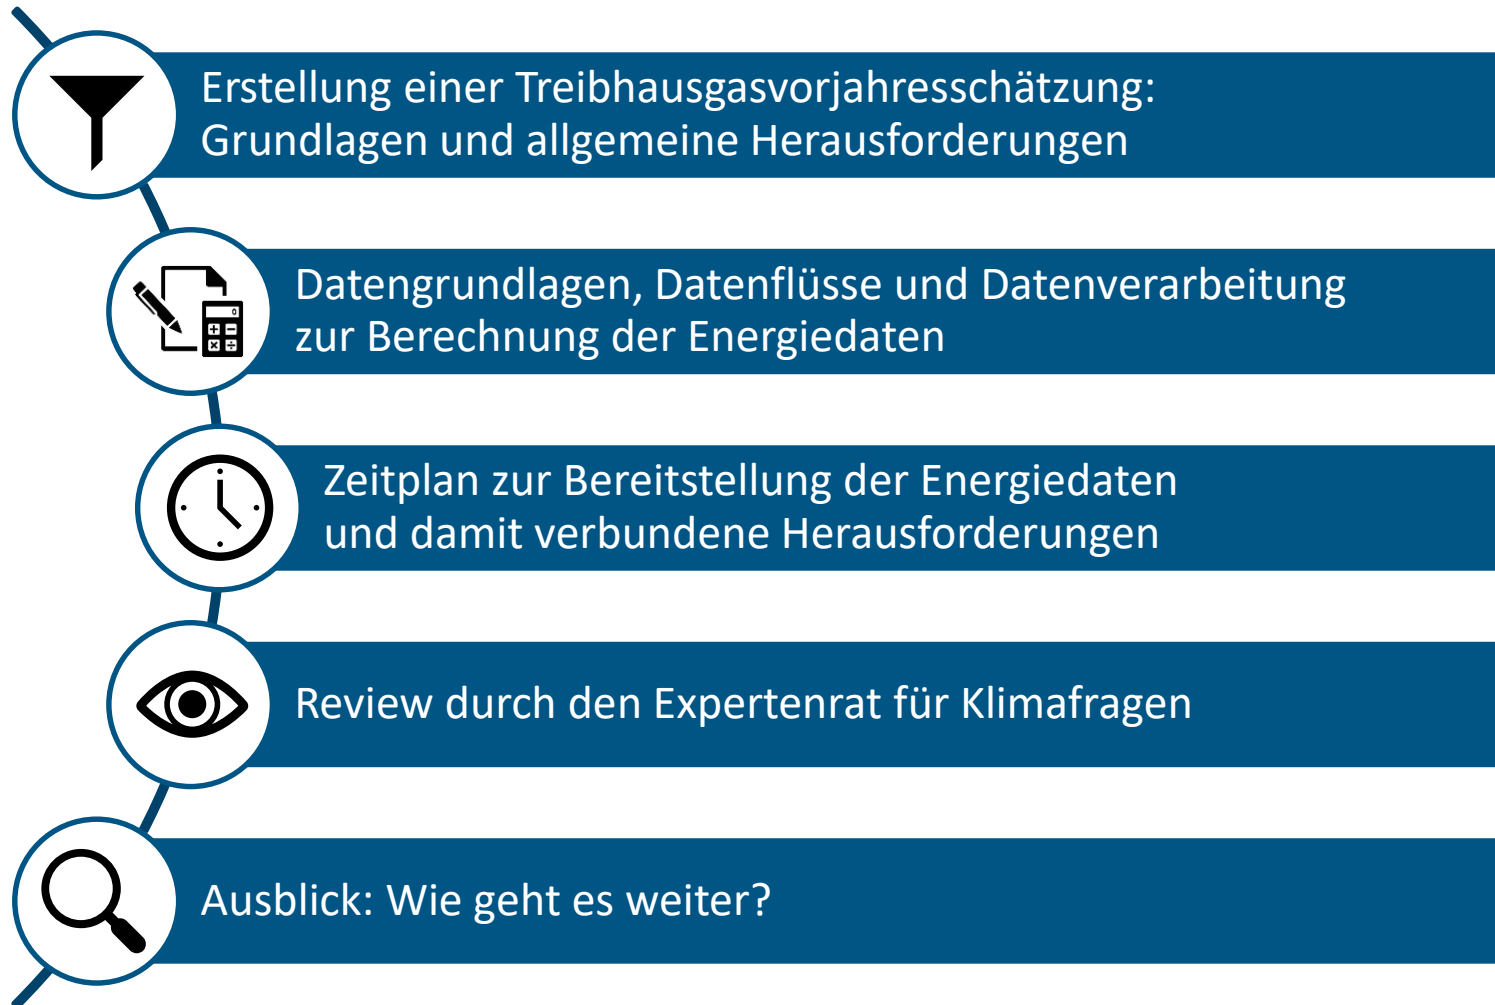 Erstellung einer Treibhausgasvorjahresschätzung:
Grundlagen und allgemeine Herausforderungen
Datengrundlagen, Datenflüsse und Datenverarbeitung
zur Berechnung der Energiedaten
Zeitplan zur Bereitstellung der Energiedaten
und damit verbundene Herausforderungen
Review durch den Expertenrat für Klimafragen
Ausblick: Wie geht es weiter?